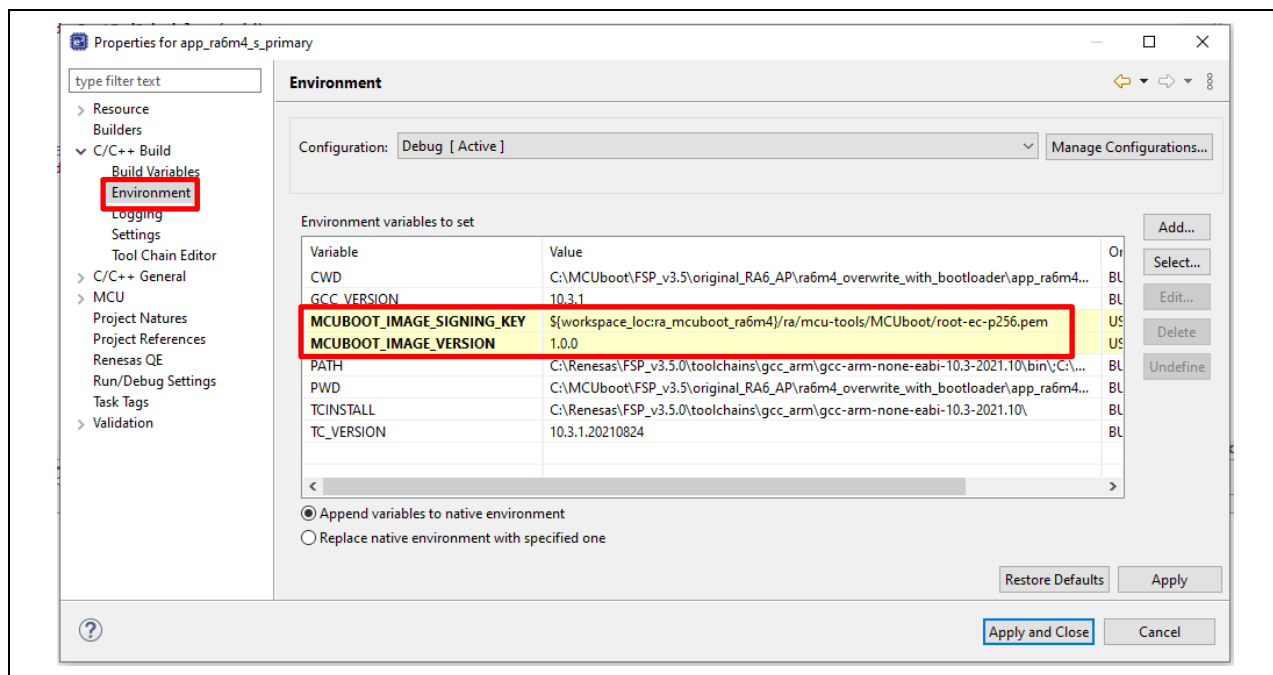 Properties for app_ra6m4_s_primary
type filter text
Resource
Builders
C/C++ Build
Build Variables
Environment
Logging
Settings
Tool Chain Editor
C/C++ General
MCU
Project Natures
Project References
Renesas QE
Run/Debug Settings
Task Tags
Validation
Environment
Configuration: Debug [ Active ] Manage Configurations...
Environment variables to set
Variable Value Or
CWD C:\MCUboot\FSP_v3.5\original_RA6_AP\ra6m4_overwrite_with_bootloader\app_ra6m4... BU
GCC_VERSION 10.3.1 BU
MCUBOOT_IMAGE_SIGNING_KEY ${workspace_loc:ra_mcuboot_ra6m4}/ra/mcu-tools/MCUboot/root-ec-p256.pem US
MCUBOOT_IMAGE_VERSION 1.0.0 US
PATH C:\Renesas\FSP_v3.5.0\toolchains\gcc_arm\gcc-arm-none-eabi-10.3-2021.10\bin\;C:\... BU
PWD C:\MCUboot\FSP_v3.5\original_RA6_AP\ra6m4_overwrite_with_bootloader\app_ra6m4... BU
TCINSTALL C:\Renesas\FSP_v3.5.0\toolchains\gcc_arm\gcc-arm-none-eabi-10.3-2021.10\ BU
TC_VERSION 10.3.1.20210824 BU
Add...
Select...
Edit...
Delete
Undefine
Append variables to native environment
Replace native environment with specified one
Restore Defaults Apply
? Apply and Close Cancel